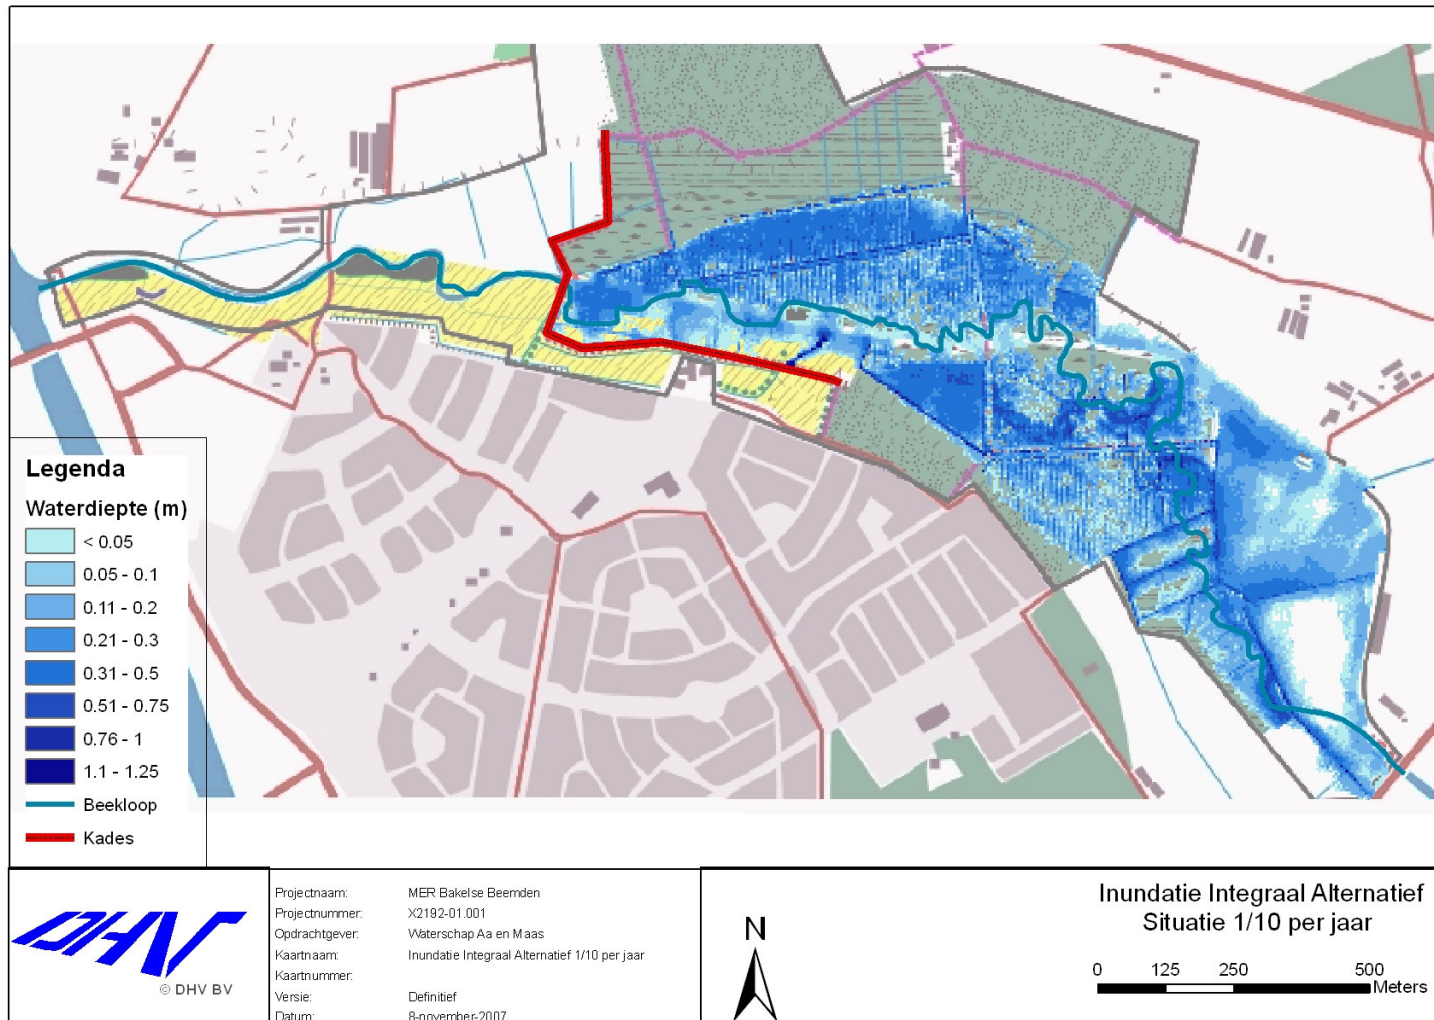 Legenda
Waterdiepte (m)
< 0.05
0.05 - 0.1
0.11 - 0.2
0.21 - 0.3
0.31 - 0.5
0.51 - 0.75
0.76 - 1
1.1 - 1.25
Beekloop
Kades
DHV
© DHV BV
Projectnaam: MER Bakelse Beemden
Projectnummer: X2192-01.001
Opdrachtgever: Waterschap Aa en Maas
Kaartnaam: Inundatie Integraal Alternatief 1/10 per jaar
Kaartnummer:
Versie: Definitief
Datum: 8-november-2007
N
Inundatie Integraal Alternatief
Situatie 1/10 per jaar
0 125 250 500
Meters